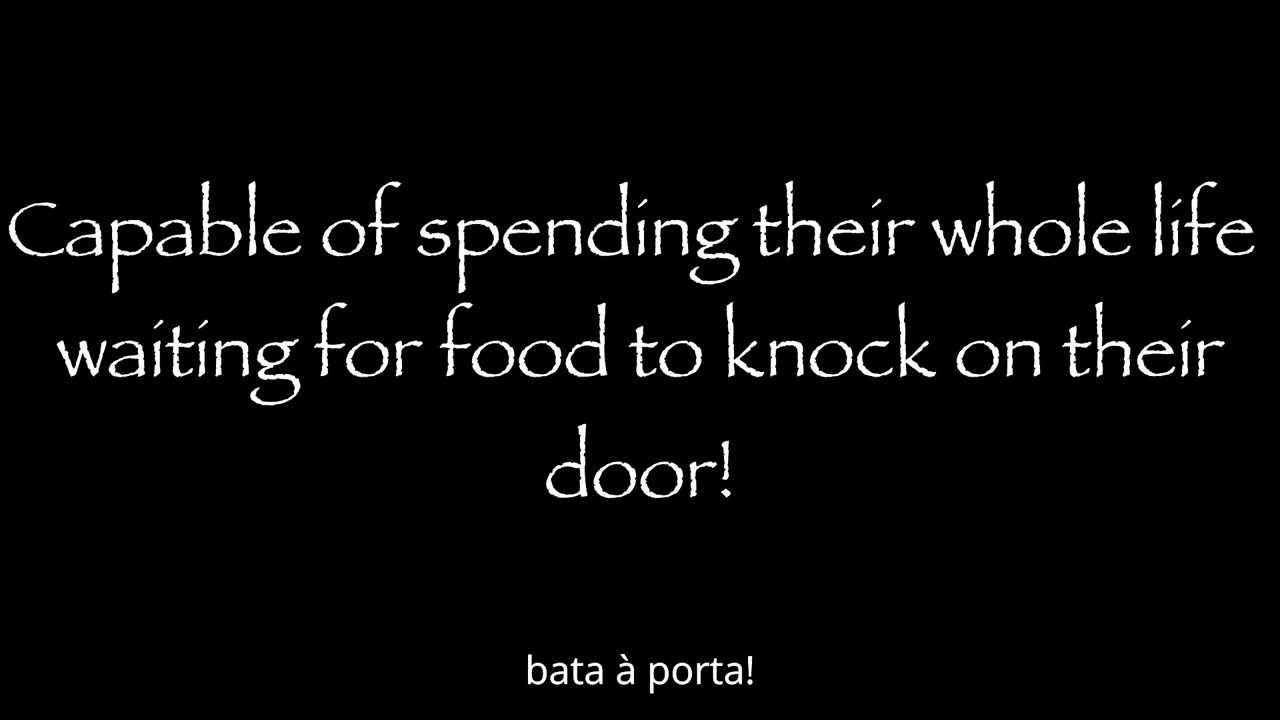 Capable of spending their whole life
waiting for food to knock on their
door!
bata à porta!